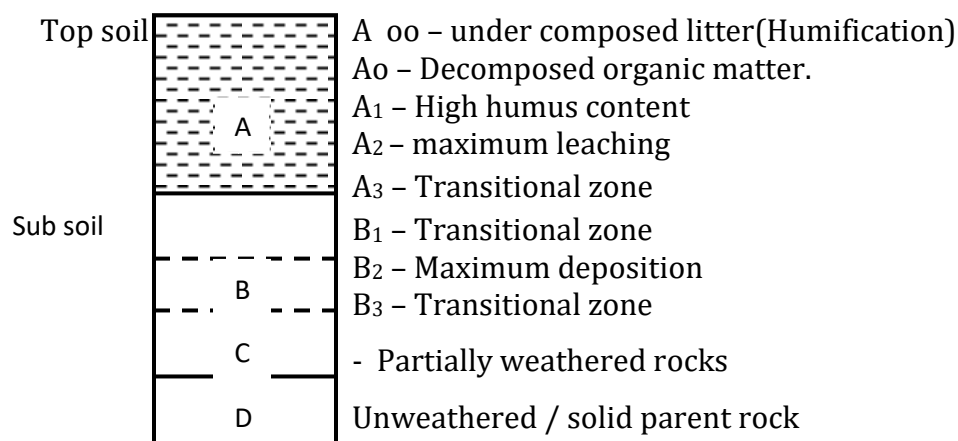 Top soil A oo – under composed litter(Humification)
Ao – Decomposed organic matter.
A1 – High humus content
A
A2 – maximum leaching
A3 – Transitional zone
Sub soil B1 – Transitional zone
B2 – Maximum deposition
B
B3 – Transitional zone
C - Partially weathered rocks
D Unweathered / solid parent rock